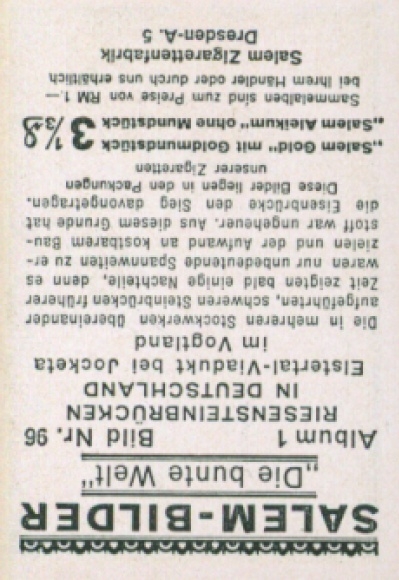 SALEM-BILDER
„Die bunte Welt"
Album 1 Bild Nr. 96
RIESENSTEINBRÜCKEN
IN DEUTSCHLAND
Elstertal-Viadukt bei Jocketa
im Vogtland
Die in mehreren Stockwerken übereinander
aufgeführten, schweren Steinbrücken früherer
Zeit zeigten bald einige Nachteile, denn es
waren nur unbedeutende Spannweiten zu er-
zielen und der Aufwand an kostbarem Bau-
stoff war ungeheuer. Aus diesem Grunde hat
die Eisenbrücke den Sieg davongetragen.
Diese Bilder liegen in den Packungen
unserer Zigaretten
„Salem Gold" mit Goldmundstück
„Salem Aleikum" ohne Mundstück 3⅓ ₰
Sammelalben sind zum Preise von RM 1.—
bei Ihrem Händler oder durch uns erhältlich
Salem Zigarettenfabrik
Dresden-A. 5